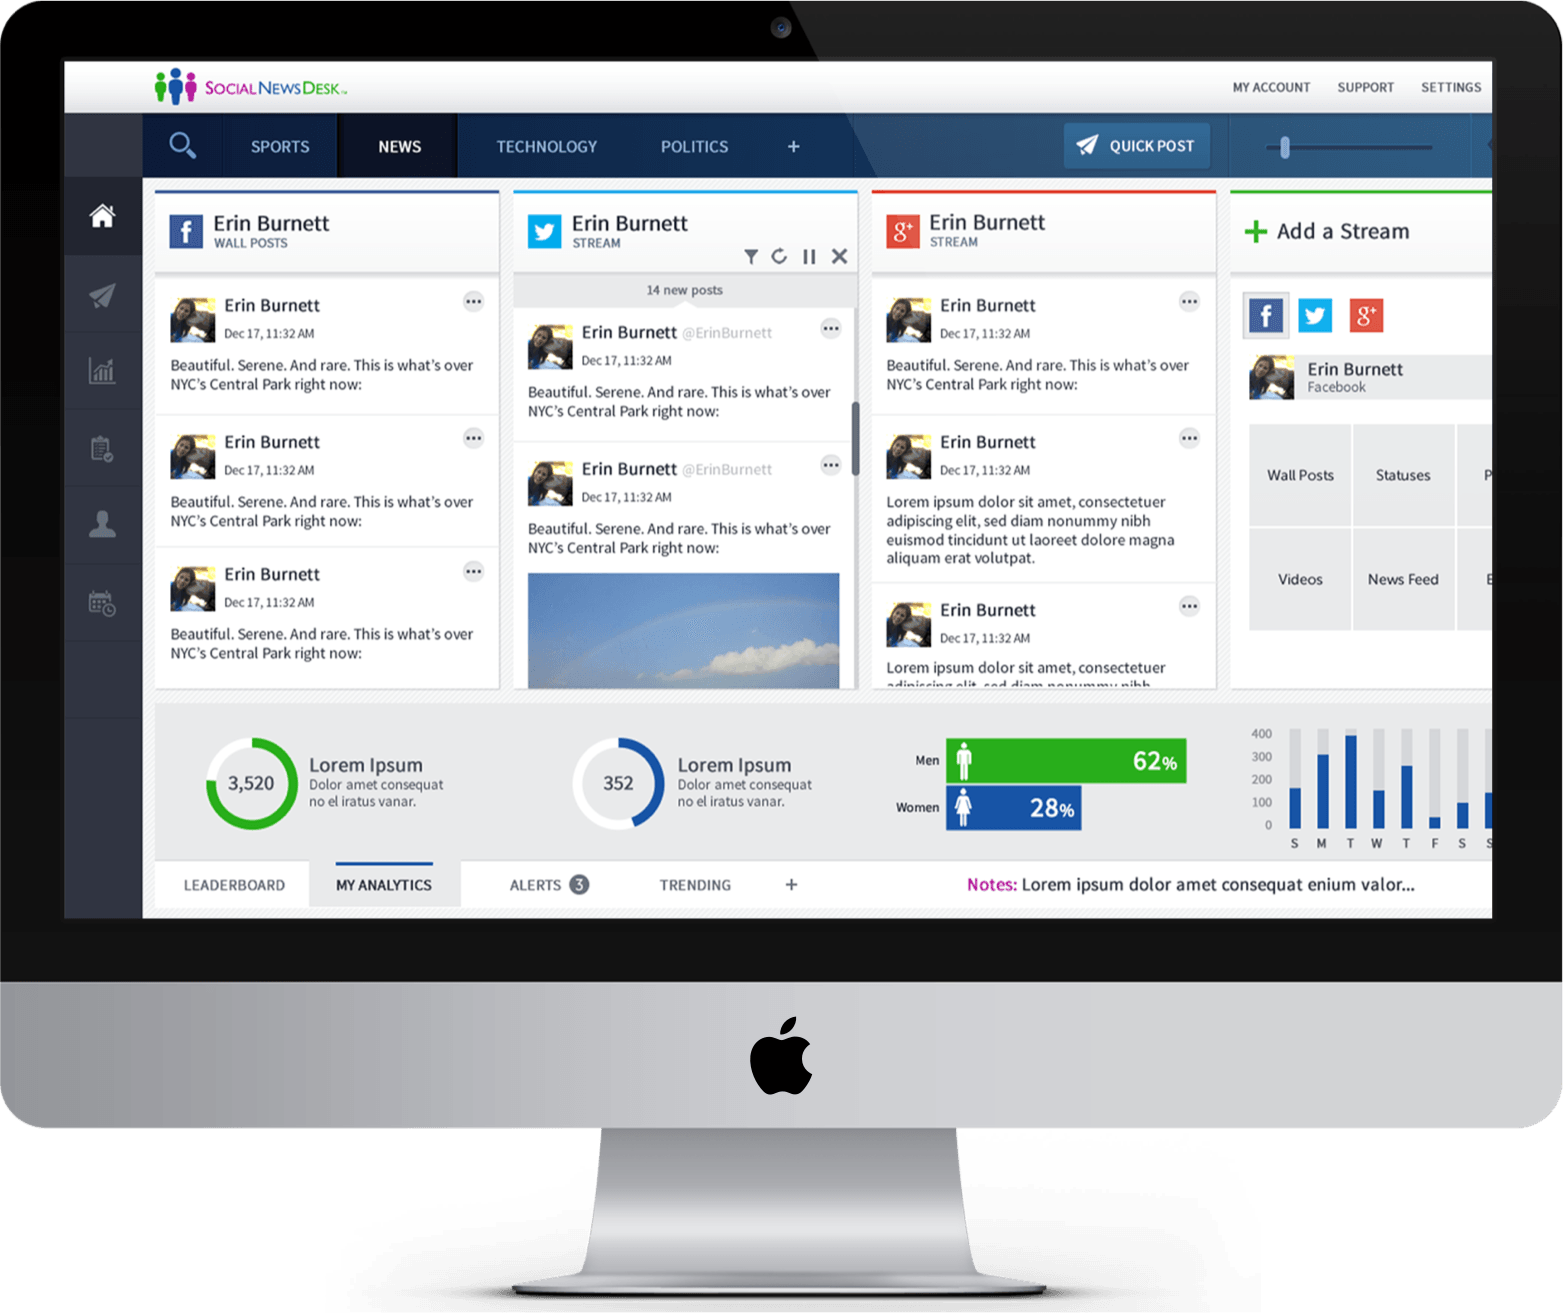 SOCIALNEWSDESK™
MY ACCOUNT
SUPPORT
SETTINGS
SPORTS
NEWS
TECHNOLOGY
POLITICS
+
QUICK POST
f
Erin Burnett
WALL POSTS
Erin Burnett
Dec 17, 11:32 AM
Beautiful. Serene. And rare. This is what's over
NYC's Central Park right now:
Erin Burnett
Dec 17, 11:32 AM
Beautiful. Serene. And rare. This is what's over
NYC's Central Park right now:
Erin Burnett
Dec 17, 11:32 AM
Beautiful. Serene. And rare. This is what's over
NYC's Central Park right now:
Erin Burnett
STREAM
14 new posts
Erin Burnett @ErinBurnett
Dec 17, 11:32 AM
Beautiful. Serene. And rare. This is what's over
NYC's Central Park right now:
Erin Burnett @ErinBurnett
Dec 17, 11:32 AM
Beautiful. Serene. And rare. This is what's over
NYC's Central Park right now:
g+
Erin Burnett
STREAM
Erin Burnett
Dec 17, 11:32 AM
Beautiful. Serene. And rare. This is what's over
NYC's Central Park right now:
Erin Burnett
Dec 17, 11:32 AM
Lorem ipsum dolor sit amet, consectetuer
adipiscing elit, sed diam nonummy nibh
euismod tincidunt ut laoreet dolore magna
aliquam erat volutpat.
Erin Burnett
Dec 17, 11:32 AM
Lorem ipsum dolor sit amet, consectetuer
adipiscing elit, sed diam nonummy nibh
+ Add a Stream
f
g+
Erin Burnett
Facebook
Wall Posts
Statuses
P
Videos
News Feed
3,520
Lorem Ipsum
Dolor amet consequat
no el iratus vanar.
352
Lorem Ipsum
Dolor amet consequat
no el iratus vanar.
Men
62%
Women
28%
400
300
200
100
0
S M T W T F S S
LEADERBOARD
MY ANALYTICS
ALERTS 3
TRENDING
+
Notes: Lorem ipsum dolor amet consequat enium valor...